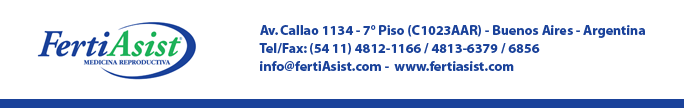 FertiAsist®
MEDICINA REPRODUCTIVA
Av. Callao 1134 - 7º Piso (C1023AAR) - Buenos Aires - Argentina
Tel/Fax: (54 11) 4812-1166 / 4813-6379 / 6856
info@fertiAsist.com - www.fertiasist.com